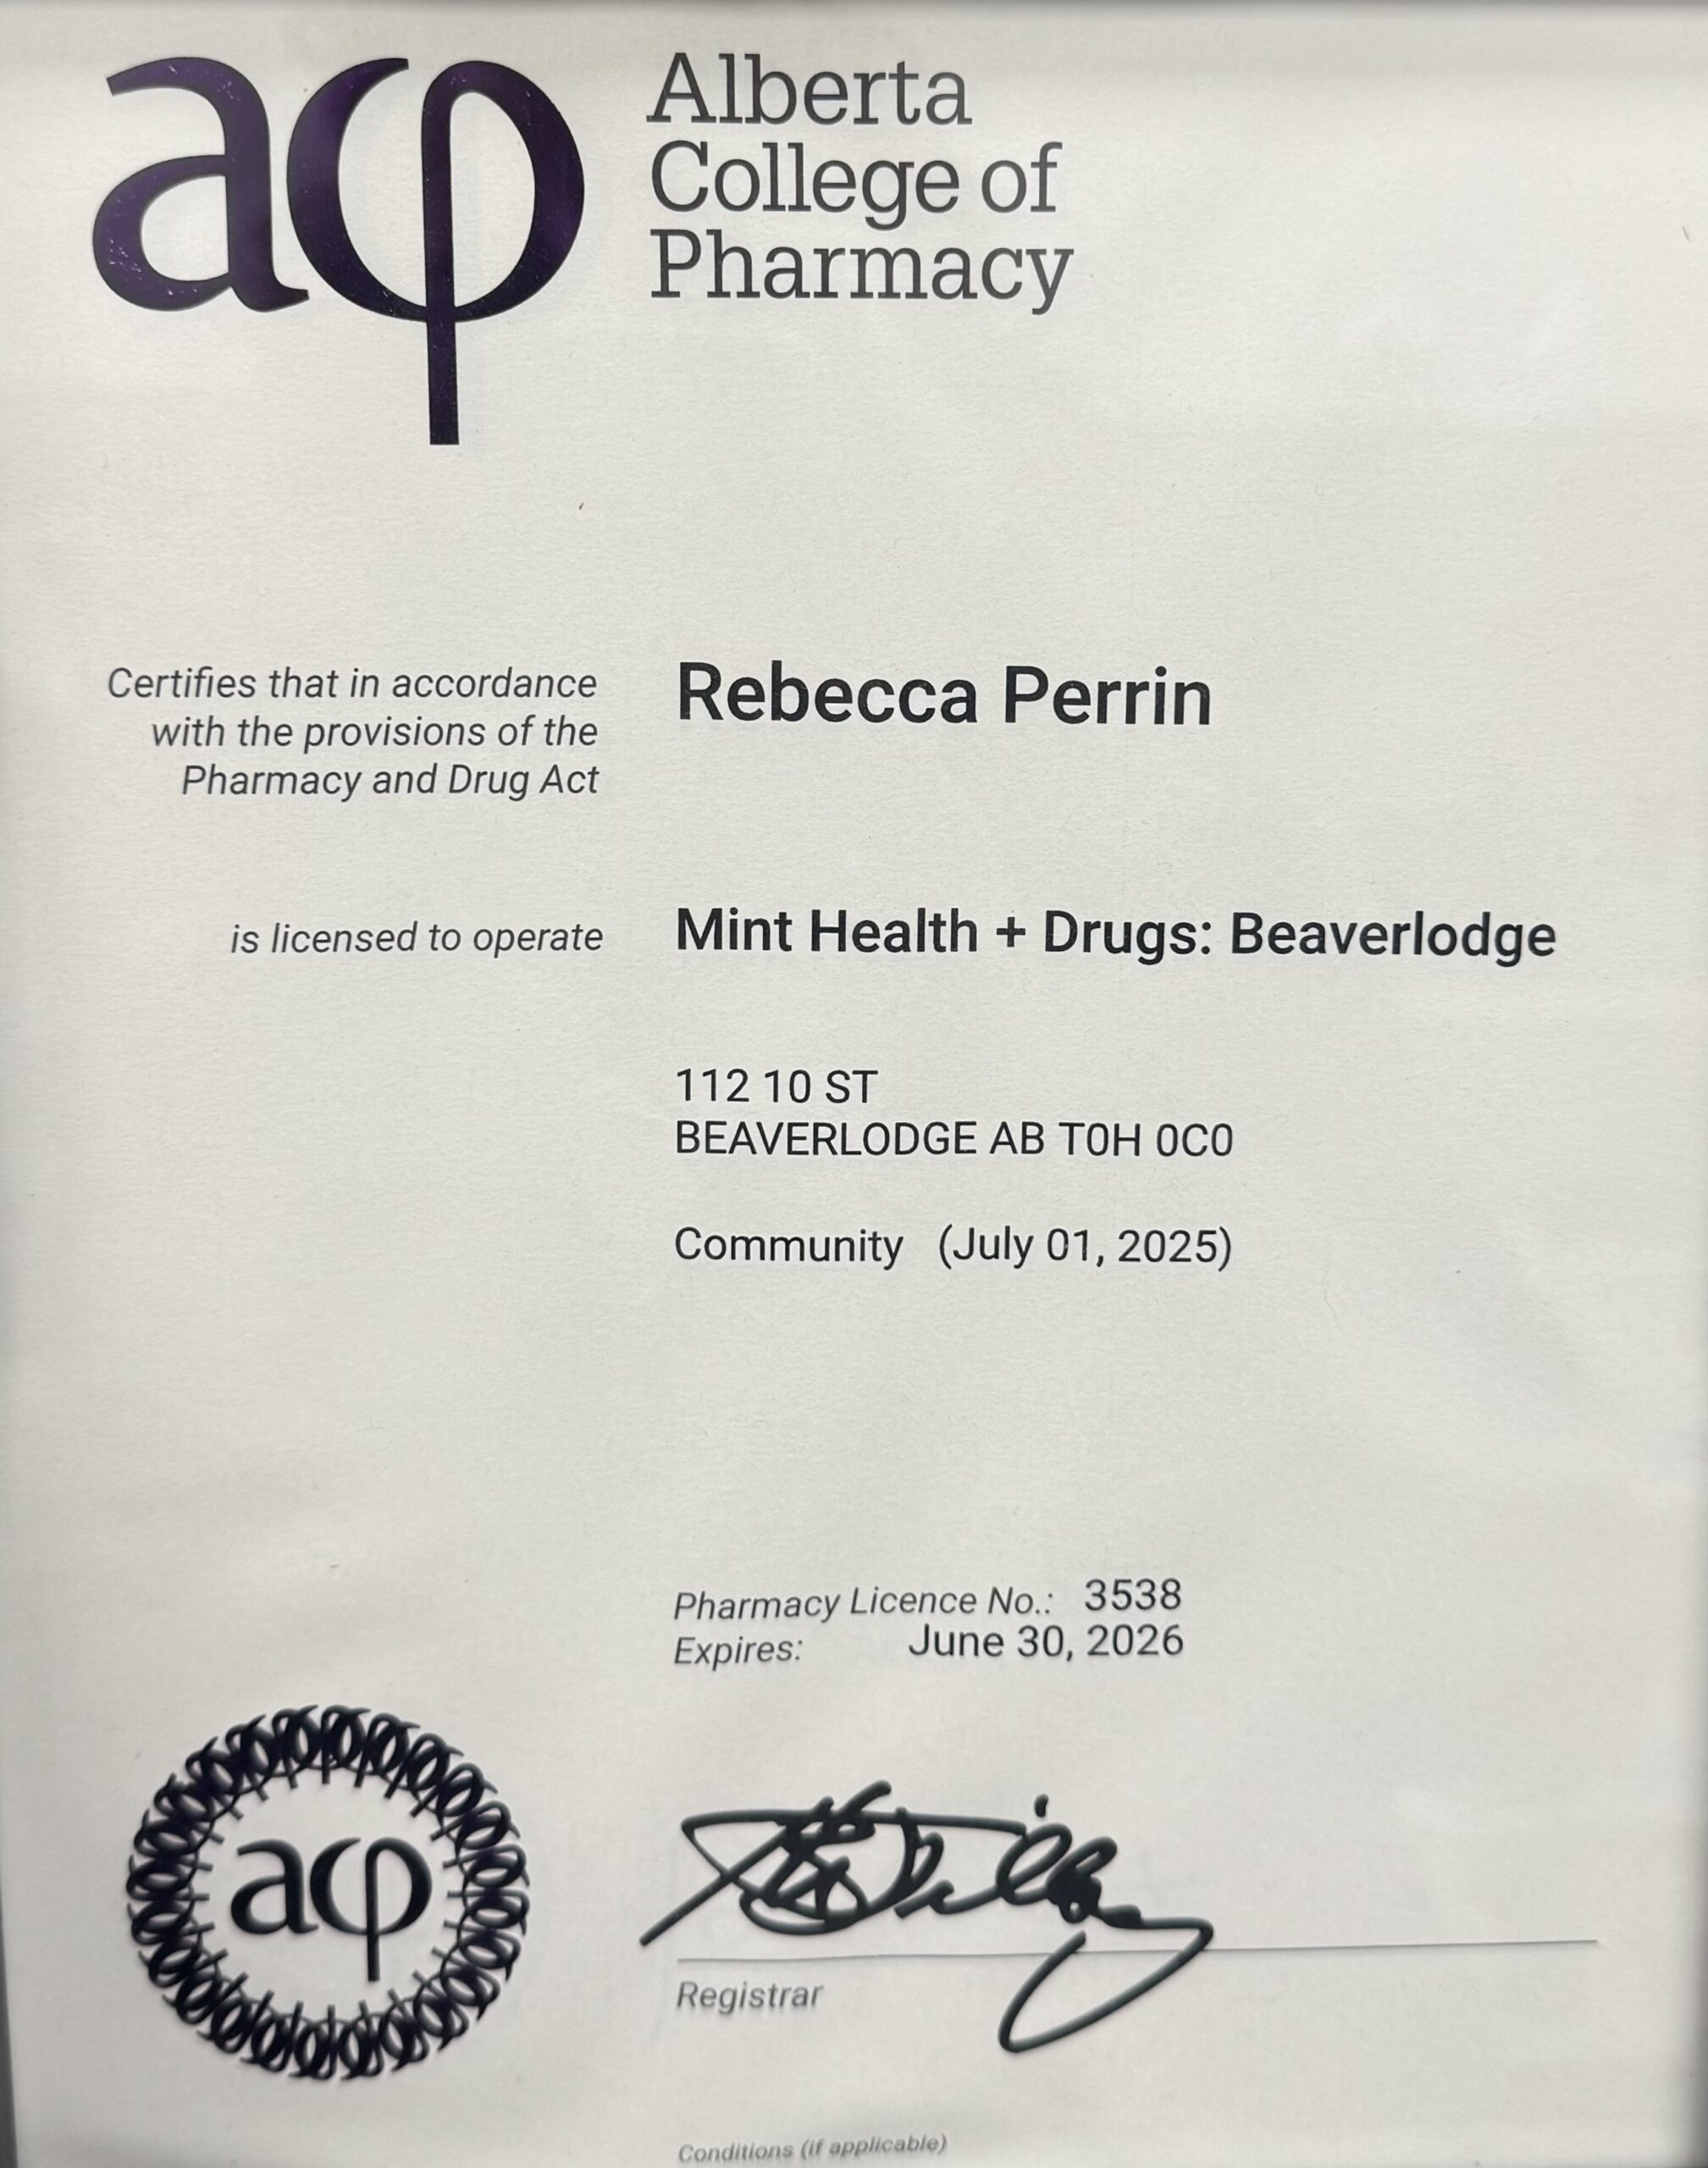 aφ
Alberta
College of
Pharmacy
Certifies that in accordance
with the provisions of the
Pharmacy and Drug Act
Rebecca Perrin
is licensed to operate
Mint Health + Drugs: Beaverlodge
112 10 ST
BEAVERLODGE AB T0H 0C0
Community (July 01, 2025)
Pharmacy Licence No.: 3538
Expires: June 30, 2026
aφ
Registrar
Conditions (if applicable)